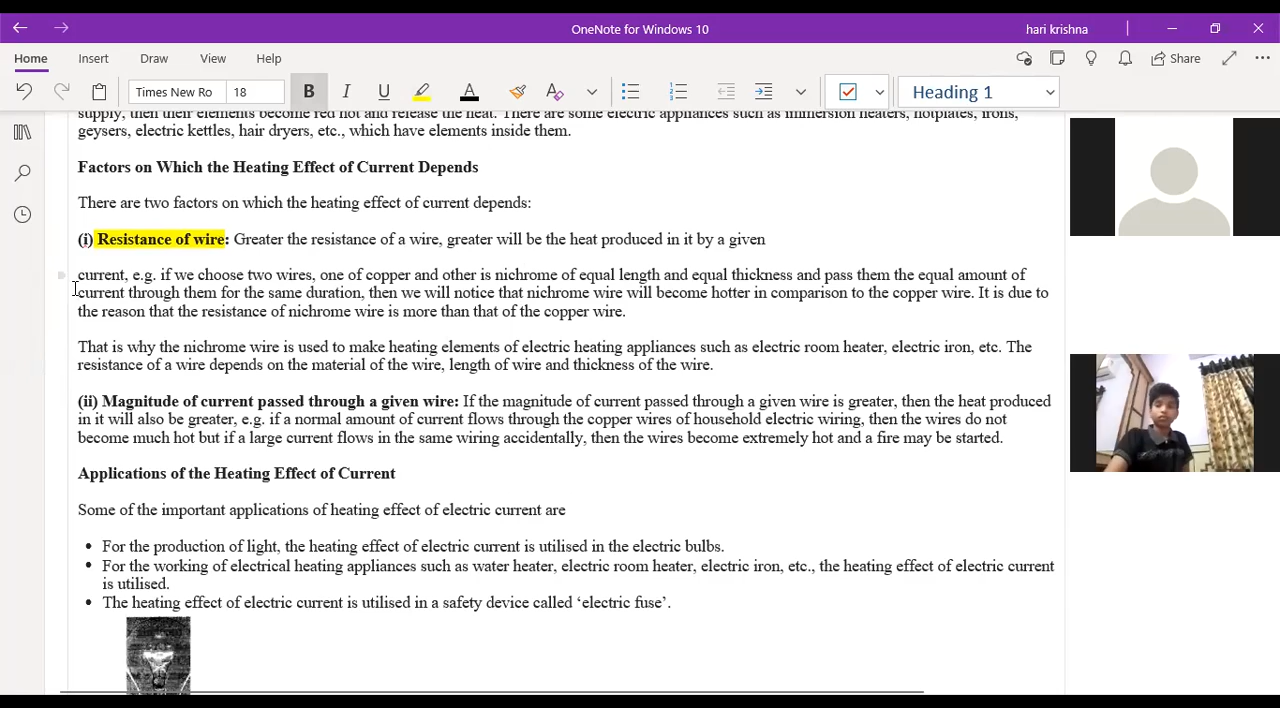 OneNote for Windows 10
hari krishna
Home Insert Draw View Help
Share
Times New Ro 18 B I U A Heading 1
supply, then their elements become red hot and release the heat. There are some electric appliances such as immersion heaters, hotplates, irons,
geysers, electric kettles, hair dryers, etc., which have elements inside them.
Factors on Which the Heating Effect of Current Depends
There are two factors on which the heating effect of current depends:
(i) Resistance of wire: Greater the resistance of a wire, greater will be the heat produced in it by a given
current, e.g. if we choose two wires, one of copper and other is nichrome of equal length and equal thickness and pass them the equal amount of
current through them for the same duration, then we will notice that nichrome wire will become hotter in comparison to the copper wire. It is due to
the reason that the resistance of nichrome wire is more than that of the copper wire.
That is why the nichrome wire is used to make heating elements of electric heating appliances such as electric room heater, electric iron, etc. The
resistance of a wire depends on the material of the wire, length of wire and thickness of the wire.
(ii) Magnitude of current passed through a given wire: If the magnitude of current passed through a given wire is greater, then the heat produced
in it will also be greater, e.g. if a normal amount of current flows through the copper wires of household electric wiring, then the wires do not
become much hot but if a large current flows in the same wiring accidentally, then the wires become extremely hot and a fire may be started.
Applications of the Heating Effect of Current
Some of the important applications of heating effect of electric current are
• For the production of light, the heating effect of electric current is utilised in the electric bulbs.
• For the working of electrical heating appliances such as water heater, electric room heater, electric iron, etc., the heating effect of electric current
is utilised.
• The heating effect of electric current is utilised in a safety device called ‘electric fuse’.